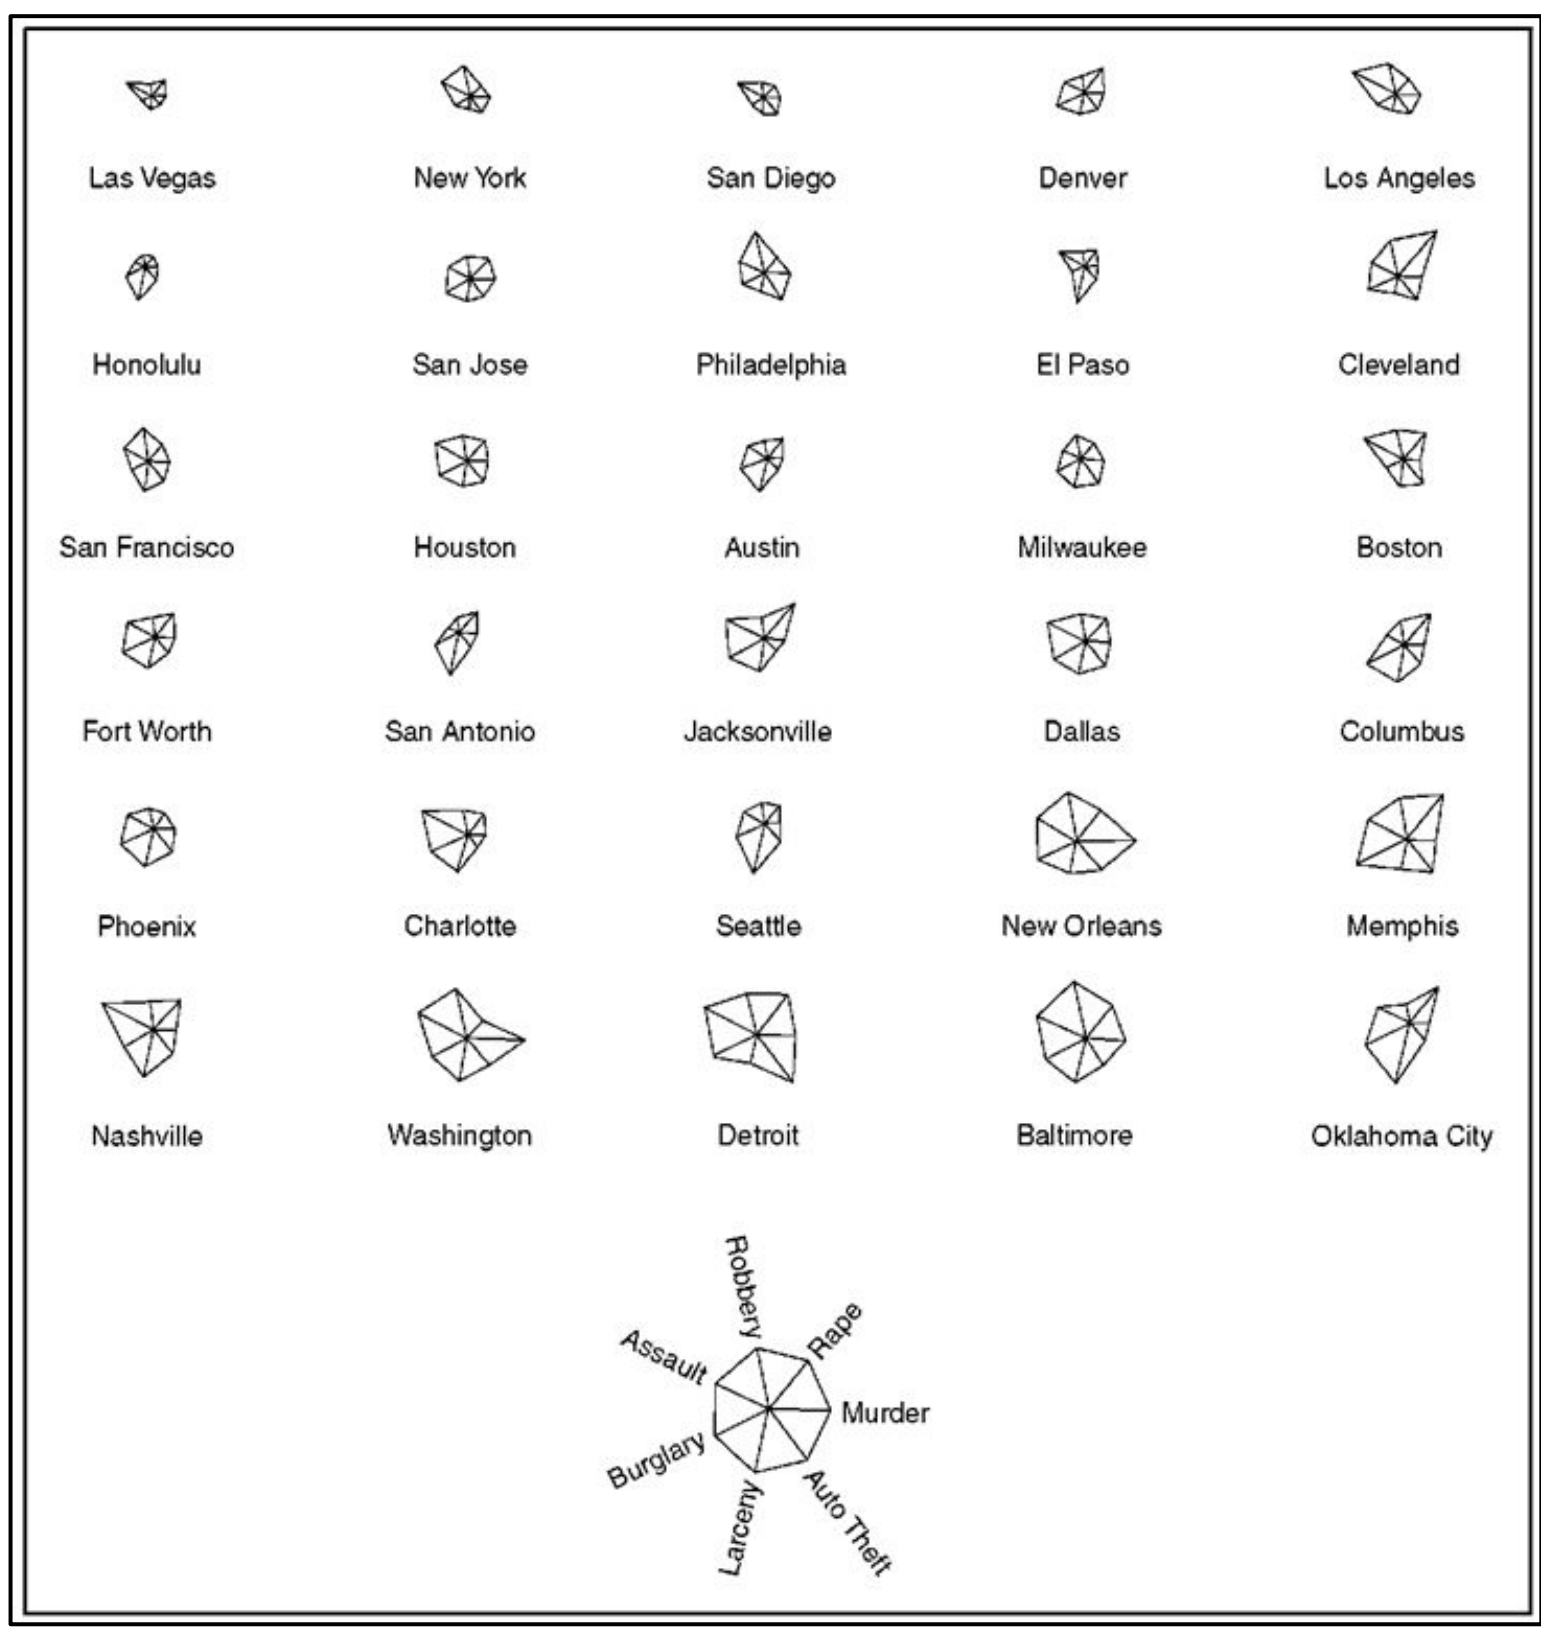 Las Vegas
New York
San Diego
Denver
Los Angeles
Honolulu
San Jose
Philadelphia
El Paso
Cleveland
San Francisco
Houston
Austin
Milwaukee
Boston
Fort Worth
San Antonio
Jacksonville
Dallas
Columbus
Phoenix
Charlotte
Seattle
New Orleans
Memphis
Nashville
Washington
Detroit
Baltimore
Oklahoma City
Robbery
Rape
Assault
Murder
Burglary
Larceny
Auto Theft